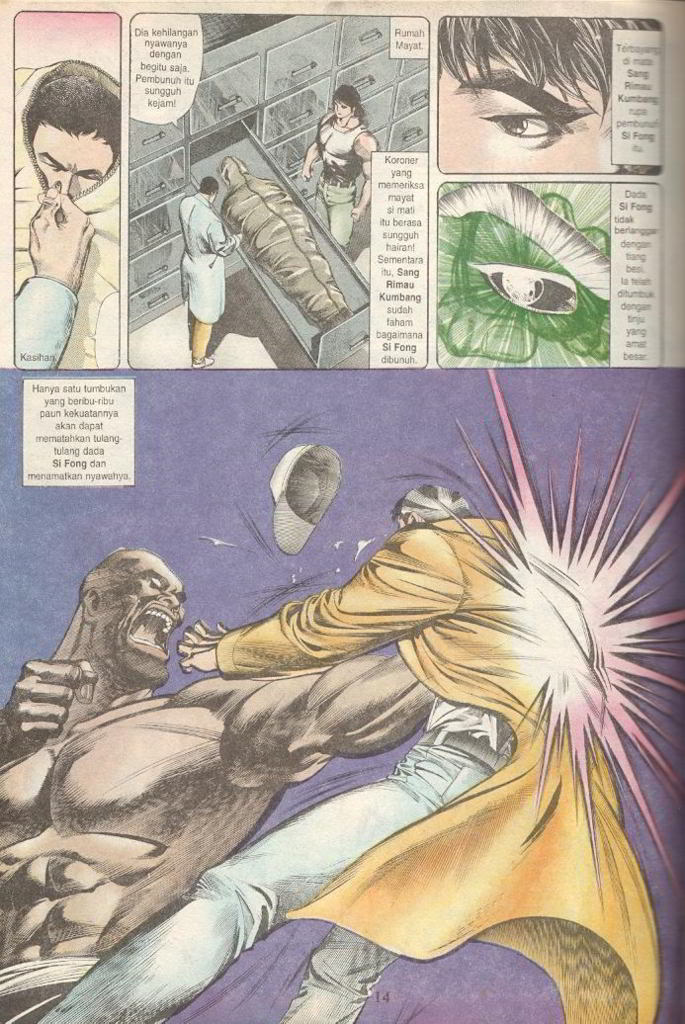 Kasihan.
Dia kehilangan
nyawanya
dengan
begitu saja.
Pembunuh itu
sungguh
kejam!
Rumah
Mayat.
Koroner
yang
memeriksa
mayat
si mati
itu berasa
sungguh
hairan!
Sementara
itu, Sang
Rimau
Kumbang
sudah
faham
bagaimana
Si Fong
dibunuh.
Terbayang
di mata
Sang
Rimau
Kumbang
rupa
pembunuh
Si Fong
itu.
Dada
Si Fong
tidak
berlanggar
dengan
tiang
besi.
Ia telah
ditumbuk
dengan
tinju
yang
amat
besar.
Hanya satu tumbukan
yang beribu-ribu
paun kekuatannya
akan dapat
mematahkan tulang-
tulang dada
Si Fong dan
menamatkan nyawahya.
14